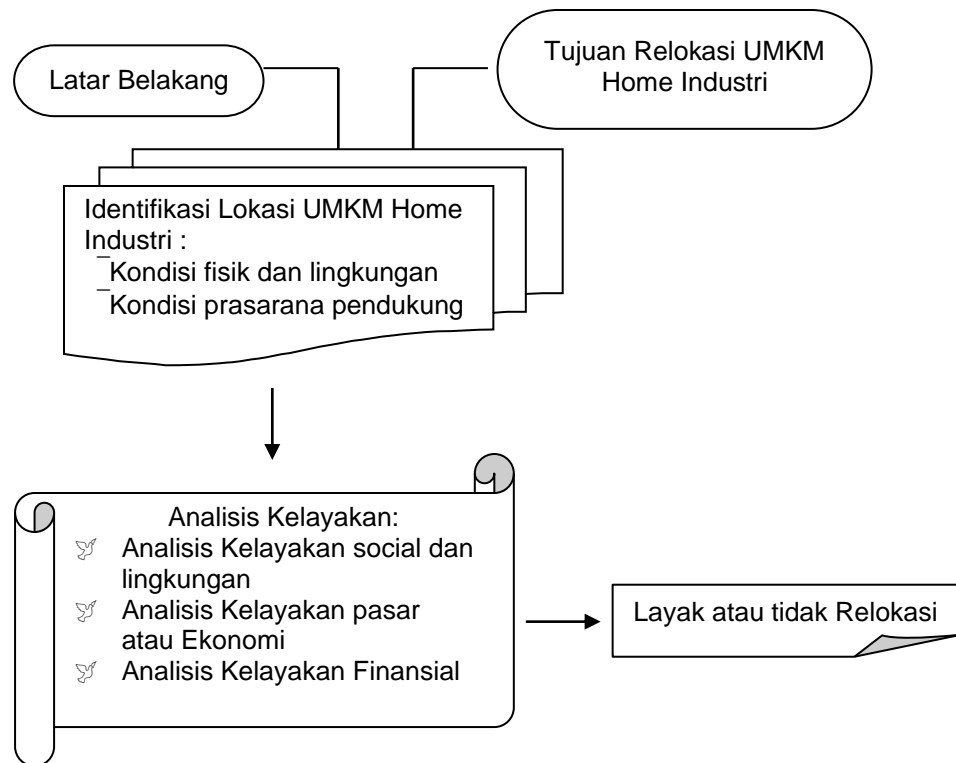 Latar Belakang
Tujuan Relokasi UMKM
Home Industri
Identifikasi Lokasi UMKM Home
Industri :
¯Kondisi fisik dan lingkungan
¯Kondisi prasarana pendukung
Analisis Kelayakan:
Analisis Kelayakan social dan
lingkungan
Analisis Kelayakan pasar
atau Ekonomi
Analisis Kelayakan Finansial
Layak atau tidak Relokasi